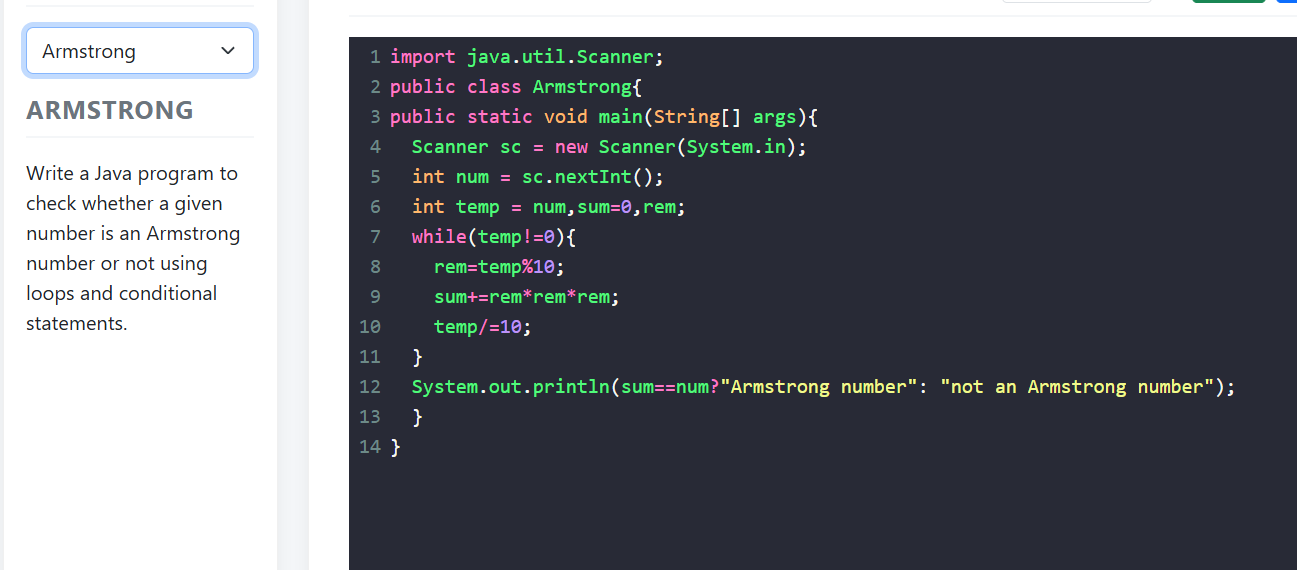 Armstrong
ARMSTRONG
Write a Java program to
check whether a given
number is an Armstrong
number or not using
loops and conditional
statements.
1 import java.util.Scanner;
2 public class Armstrong{
3 public static void main(String[] args){
4   Scanner sc = new Scanner(System.in);
5   int num = sc.nextInt();
6   int temp = num,sum=0,rem;
7   while(temp!=0){
8     rem=temp%10;
9     sum+=rem*rem*rem;
10     temp/=10;
11   }
12   System.out.println(sum==num?"Armstrong number": "not an Armstrong number");
13   }
14 }